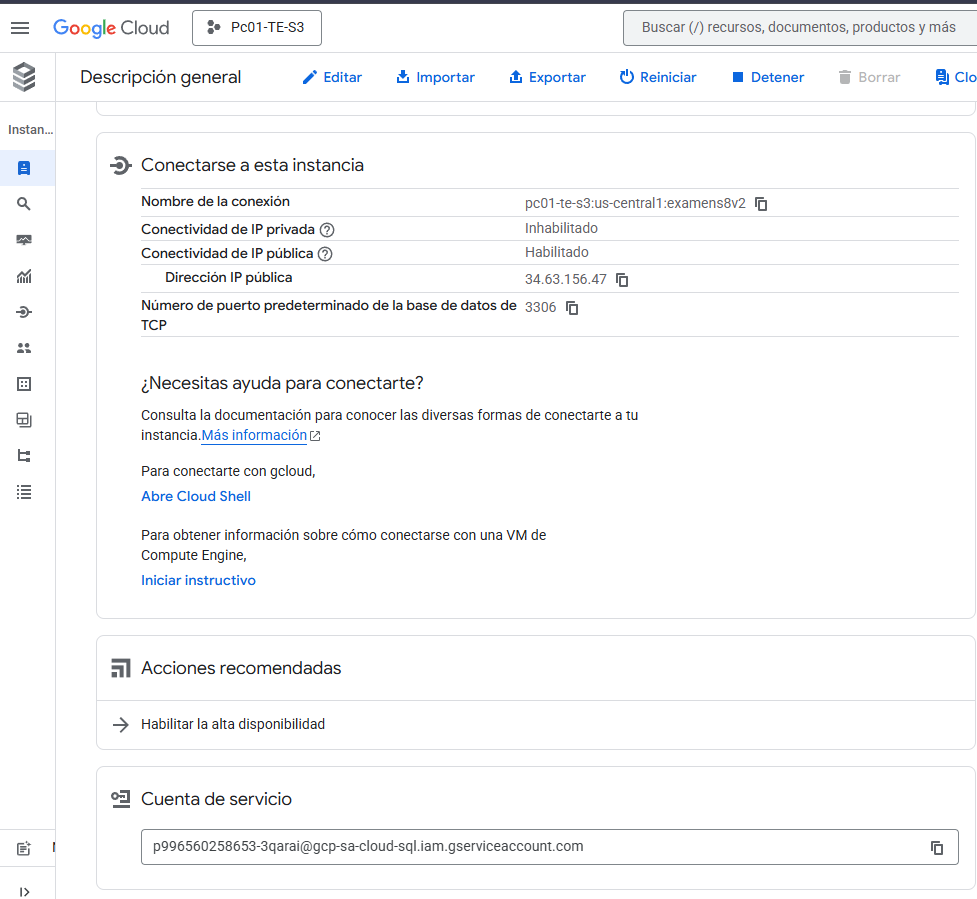 Google Cloud
Pc01-TE-S3
Buscar (/) recursos, documentos, productos y más
Descripción general
Editar
Importar
Exportar
Reiniciar
Detener
Borrar
Clo
Instan...
Conectarse a esta instancia
Nombre de la conexión
pc01-te-s3:us-central1:examens8v2
Conectividad de IP privada
Inhabilitado
Conectividad de IP pública
Habilitado
Dirección IP pública
34.63.156.47
Número de puerto predeterminado de la base de datos de
TCP
3306
¿Necesitas ayuda para conectarte?
Consulta la documentación para conocer las diversas formas de conectarte a tu
instancia.Más información
Para conectarte con gcloud,
Abre Cloud Shell
Para obtener información sobre cómo conectarse con una VM de
Compute Engine,
Iniciar instructivo
Acciones recomendadas
Habilitar la alta disponibilidad
Cuenta de servicio
p996560258653-3qarai@gcp-sa-cloud-sql.iam.gserviceaccount.com